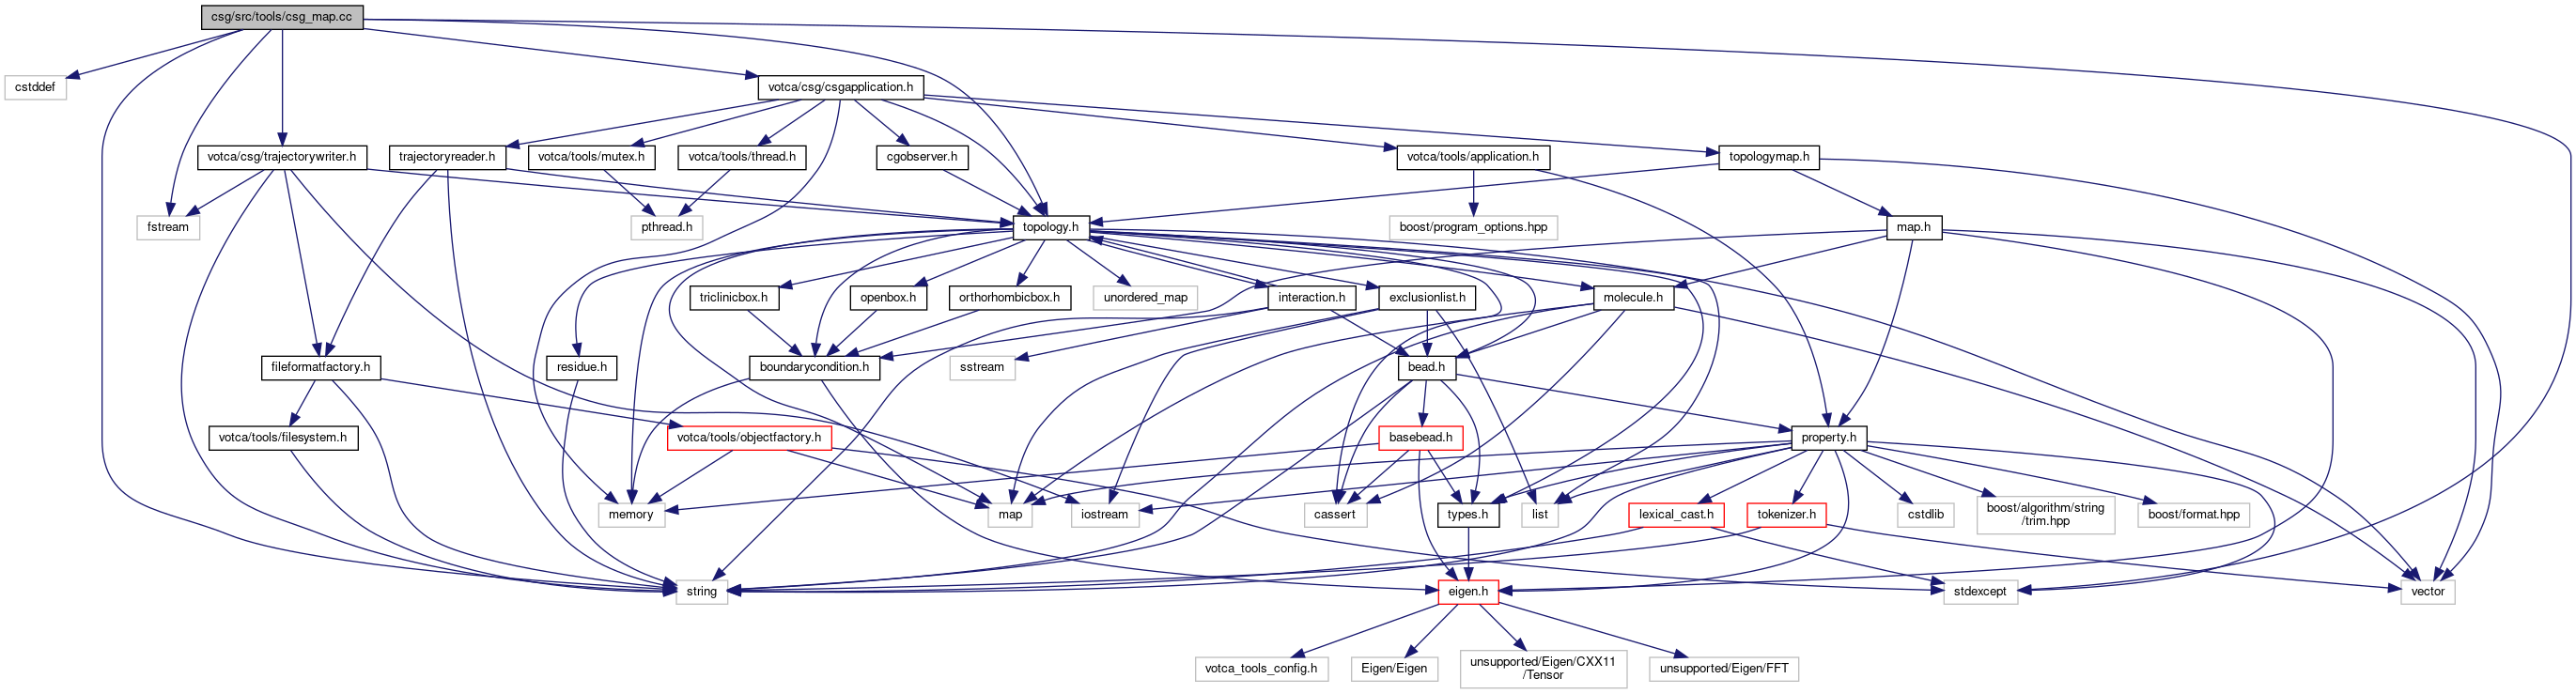 csg/src/tools/csg_map.cc
cstddef
votca/csg/csgapplication.h
votca/csg/trajectorywriter.h
trajectoryreader.h
votca/tools/mutex.h
votca/tools/thread.h
cgobserver.h
votca/tools/application.h
topologymap.h
fstream
pthread.h
topology.h
boost/program_options.hpp
map.h
triclinicbox.h
openbox.h
orthorhombicbox.h
unordered_map
interaction.h
exclusionlist.h
molecule.h
fileformatfactory.h
residue.h
boundarycondition.h
sstream
bead.h
votca/tools/filesystem.h
votca/tools/objectfactory.h
basebead.h
property.h
memory
map
iostream
cassert
types.h
list
lexical_cast.h
tokenizer.h
cstdlib
boost/algorithm/string
/trim.hpp
boost/format.hpp
string
eigen.h
stdexcept
vector
votca_tools_config.h
Eigen/Eigen
unsupported/Eigen/CXX11
/Tensor
unsupported/Eigen/FFT